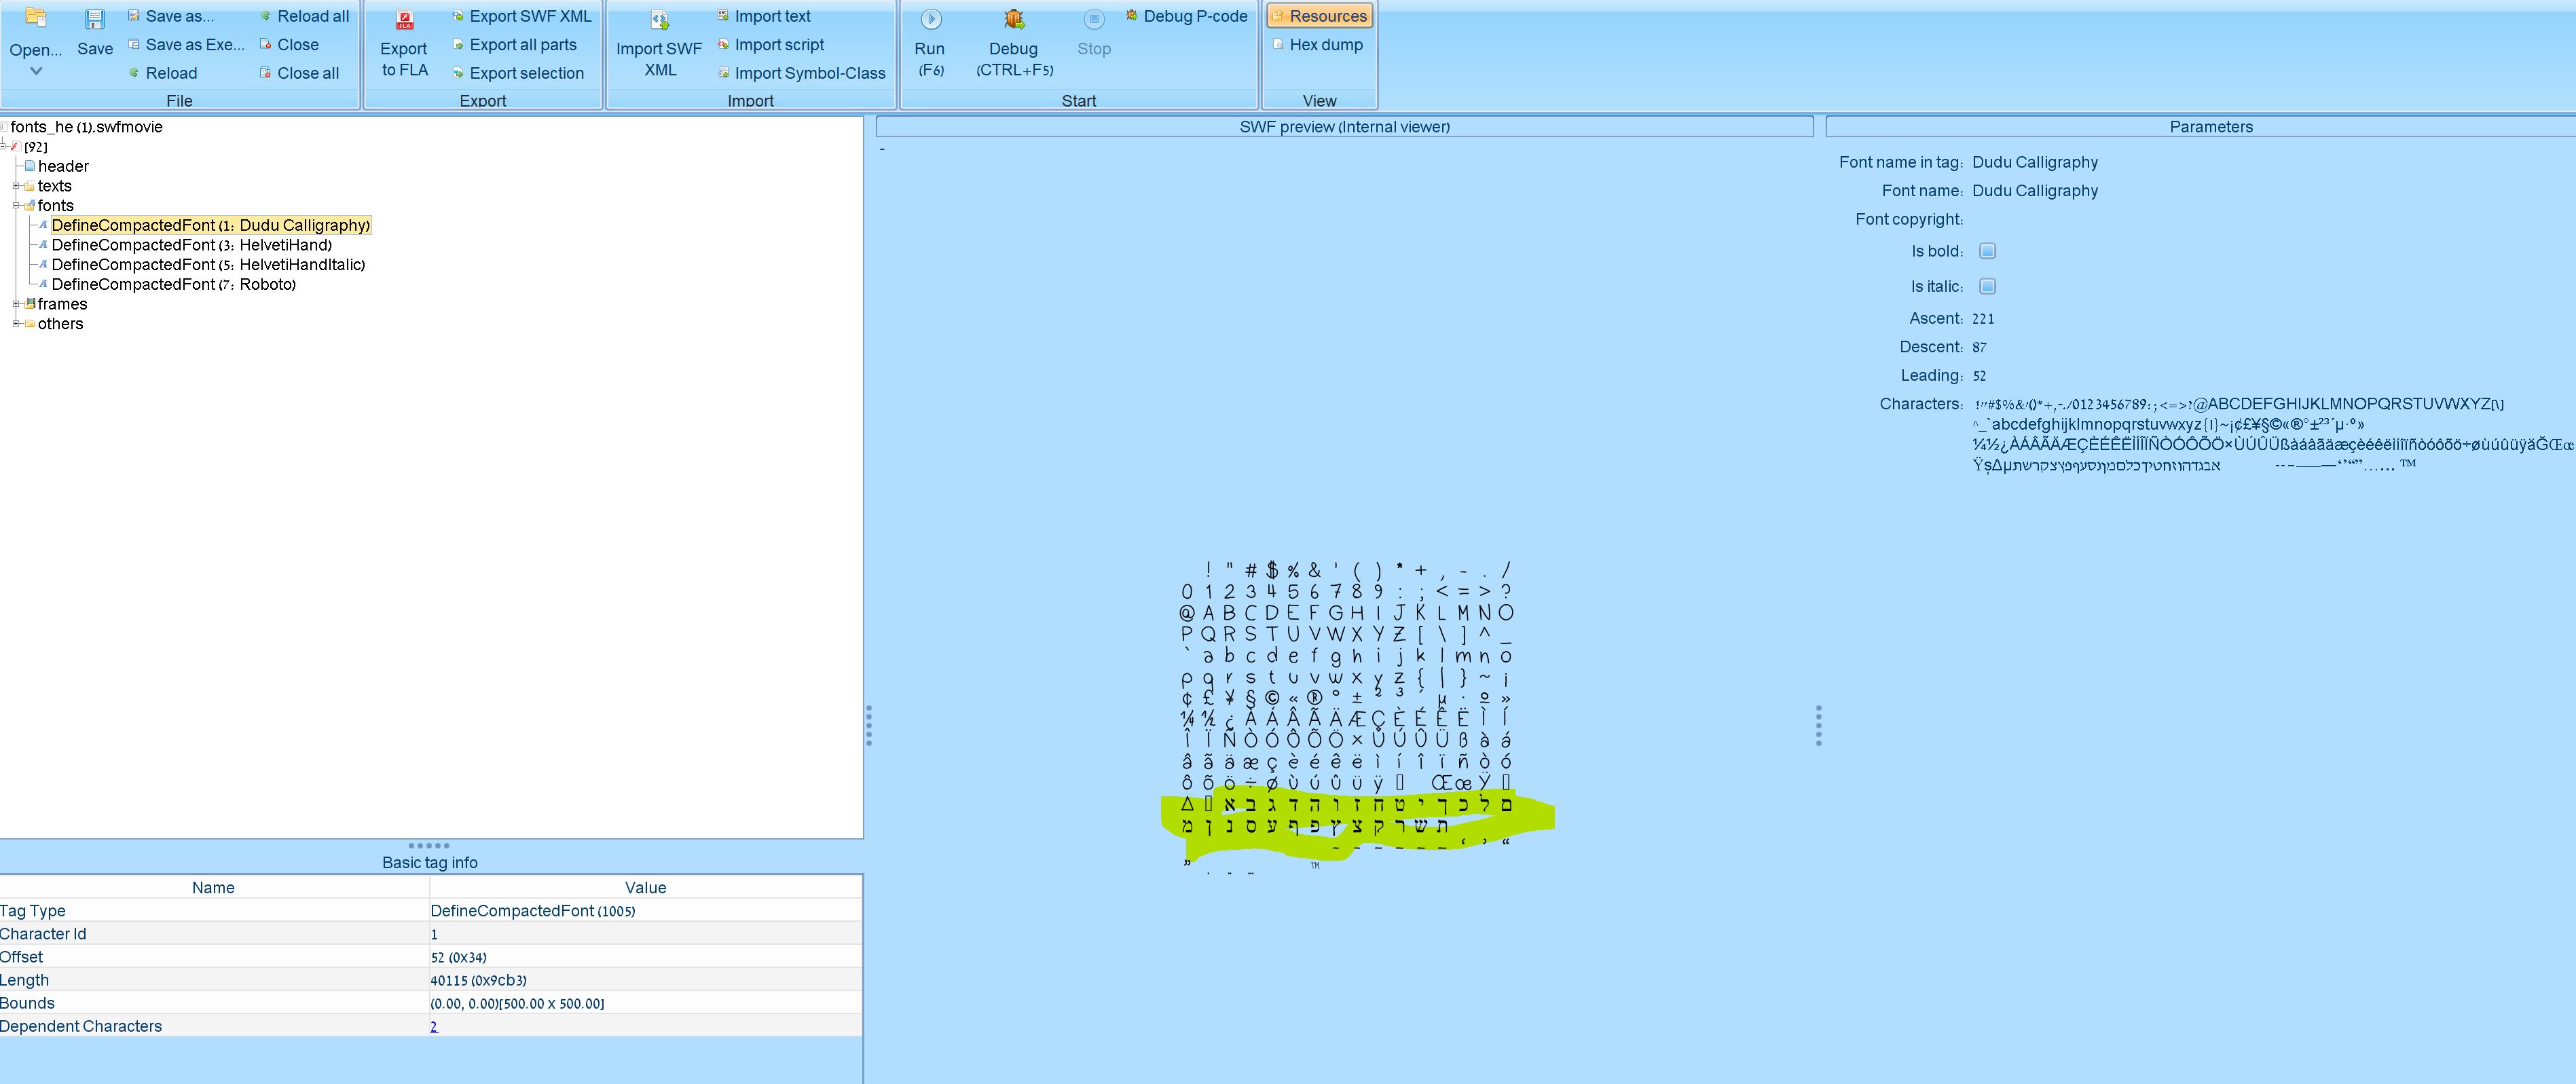 Open...
Save
Save as...
Save as Exe...
Reload
Reload all
Close
Close all
File
Export
to FLA
Export SWF XML
Export all parts
Export selection
Export
Import SWF
XML
Import text
Import script
Import Symbol-Class
Import
Run
(F6)
Debug
(CTRL+F5)
Stop
Debug P-code
Start
Resources
Hex dump
View
fonts_he (1).swfmovie
[92]
header
texts
fonts
DefineCompactedFont (1: Dudu Calligraphy)
DefineCompactedFont (3: HelvetiHand)
DefineCompactedFont (5: HelvetiHandItalic)
DefineCompactedFont (7: Roboto)
frames
others
Basic tag info
Name Value
Tag Type DefineCompactedFont (1005)
Character Id 1
Offset 52 (0x34)
Length 40115 (0x9cb3)
Bounds (0.00, 0.00)[500.00 x 500.00]
Dependent Characters 2
SWF preview (Internal viewer)
! " # $ % & ' ( ) * + , - . /
0 1 2 3 4 5 6 7 8 9 : ; < = > ?
@ A B C D E F G H I J K L M N O
P Q R S T U V W X Y Z [ \ ] ^ _
` a b c d e f g h i j k l m n o
p q r s t u v w x y z { | } ~ ¡
¢ £ ¥ § © « ® ° ± ² ³ ´ µ · º »
¼ ½ ¿ À Á Â Ã Ä Æ Ç È É Ê Ë Ì Í
Î Ï Ñ Ò Ó Ô Õ Ö × Ù Ú Û Ü ß à á
â ã ä æ ç è é ê ë ì í î ï ñ ò ó
ô õ ö ÷ ø ù ú û ü ÿ Œ œ Ÿ
Δ א ב ג ד ה ו ז ח ט י ך כ ל ם
מ ן נ ס ע ף פ ץ צ ק ר ש ת
‘ ’ “
” ™
Parameters
Font name in tag: Dudu Calligraphy
Font name: Dudu Calligraphy
Font copyright:
Is bold:
Is italic:
Ascent: 221
Descent: 87
Leading: 52
Characters: !"#$%&'()*+,-./0123456789:;<=>?@ABCDEFGHIJKLMNOPQRSTUVWXYZ[\]
^_`abcdefghijklmnopqrstuvwxyz{|}~¡¢£¥§©«®°±²³´µ·º»
¼½¿ÀÁÂÃÄÆÇÈÉÊËÌÍÎÏÑÒÓÔÕÖ×ÙÚÛÜßàáâãäæçèéêëìíîïñòóôõö÷øùúûüÿăĞŒœ
ŸșΔμאבגדהוזחטיךכלםמןנסעףפץצקרשת ‐‑‒–—―‘’“”…… ™